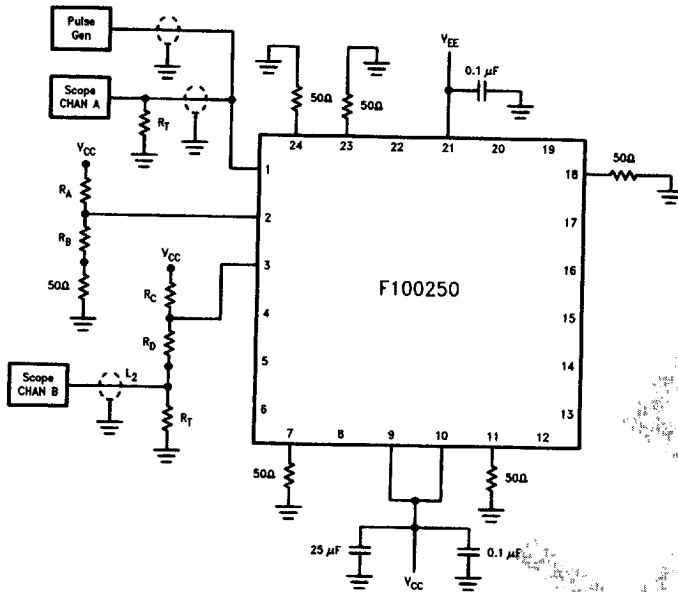 Pulse
Gen
Scope
CHAN A
R_T
V_CC
R_A
R_B
50Ω
V_CC
R_C
R_D
Scope
CHAN B
L_2
R_T
50Ω
50Ω
V_EE
0.1 µF
50Ω
24 23 22 21 20 19
1
2
3
4
5
6
18
17
16
15
14
13
F100250
7 8 9 10 11 12
50Ω
50Ω
25 µF
0.1 µF
V_CC